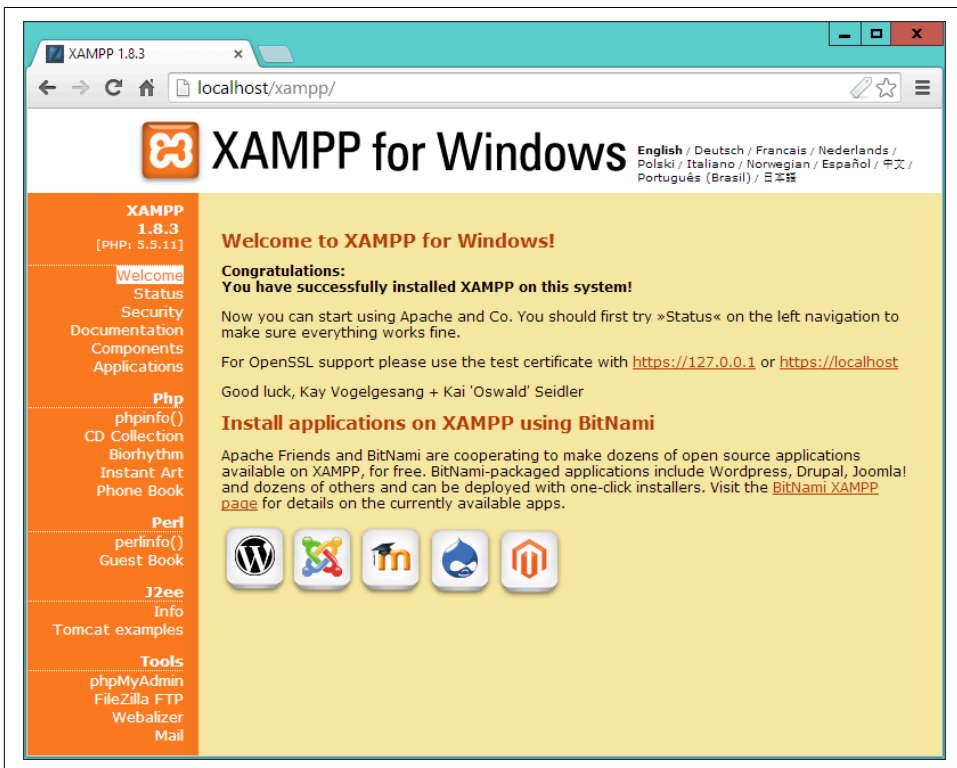 XAMPP 1.8.3
localhost/xampp/
XAMPP for Windows
English / Deutsch / Francais / Nederlands /
Polski / Italiano / Norwegian / Español / 中文 /
Português (Brasil) / 日本語
XAMPP
1.8.3
[PHP: 5.5.11]
Welcome
Status
Security
Documentation
Components
Applications
Php
phpinfo()
CD Collection
Biorhythm
Instant Art
Phone Book
Perl
perlinfo()
Guest Book
J2ee
Info
Tomcat examples
Tools
phpMyAdmin
FileZilla FTP
Webalizer
Mail
Welcome to XAMPP for Windows!
Congratulations:
You have successfully installed XAMPP on this system!
Now you can start using Apache and Co. You should first try »Status« on the left navigation to
make sure everything works fine.
For OpenSSL support please use the test certificate with https://127.0.0.1 or https://localhost
Good luck, Kay Vogelgesang + Kai 'Oswald' Seidler
Install applications on XAMPP using BitNami
Apache Friends and BitNami are cooperating to make dozens of open source applications
available on XAMPP, for free. BitNami-packaged applications include Wordpress, Drupal, Joomla!
and dozens of others and can be deployed with one-click installers. Visit the BitNami XAMPP
page for details on the currently available apps.